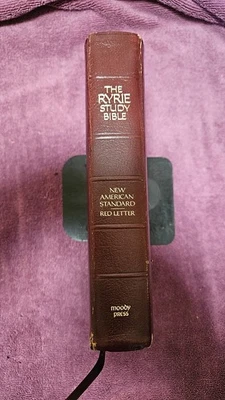 THE
RYRIE
STUDY
BIBLE
NEW
AMERICAN
STANDARD
RED LETTER
moody
press